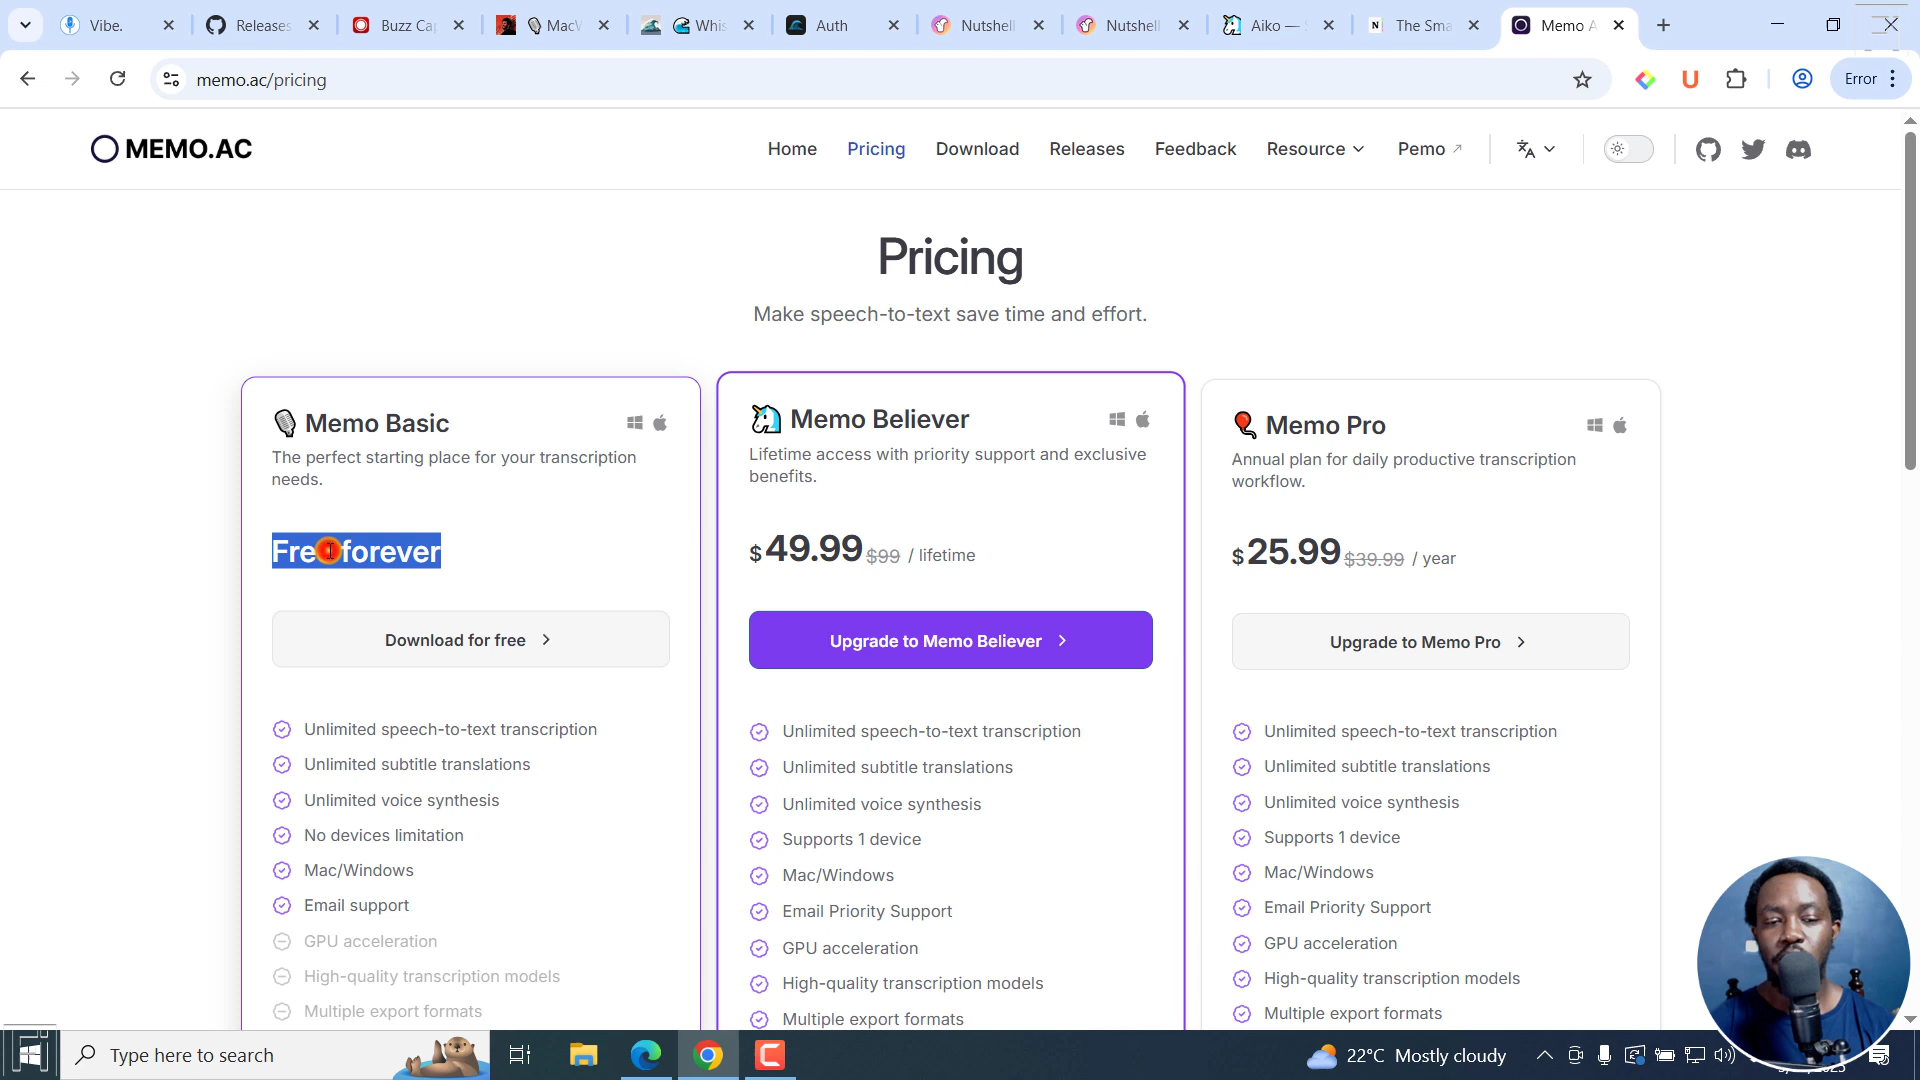 Vibe.
Releases
Buzz Ca
MacW
Whis
Auth
Nutshell
Nutshell
Aiko —
The Sma
Memo A
memo.ac/pricing
Error
MEMO.AC
Home
Pricing
Download
Releases
Feedback
Resource
Pemo
Pricing
Make speech-to-text save time and effort.
Memo Basic
The perfect starting place for your transcription
needs.
Free forever
Download for free
Unlimited speech-to-text transcription
Unlimited subtitle translations
Unlimited voice synthesis
No devices limitation
Mac/Windows
Email support
GPU acceleration
High-quality transcription models
Multiple export formats
Memo Believer
Lifetime access with priority support and exclusive
benefits.
$49.99 $99 / lifetime
Upgrade to Memo Believer
Unlimited speech-to-text transcription
Unlimited subtitle translations
Unlimited voice synthesis
Supports 1 device
Mac/Windows
Email Priority Support
GPU acceleration
High-quality transcription models
Multiple export formats
Memo Pro
Annual plan for daily productive transcription
workflow.
$25.99 $39.99 / year
Upgrade to Memo Pro
Unlimited speech-to-text transcription
Unlimited subtitle translations
Unlimited voice synthesis
Supports 1 device
Mac/Windows
Email Priority Support
GPU acceleration
High-quality transcription models
Multiple export formats
Type here to search
22°C Mostly cloudy